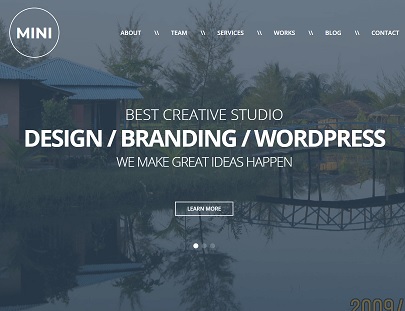 MINI
ABOUT \\ TEAM \\ SERVICES \\ WORKS \\ BLOG \\ CONTACT
BEST CREATIVE STUDIO
DESIGN / BRANDING / WORDPRESS
WE MAKE GREAT IDEAS HAPPEN
LEARN MORE
2009/